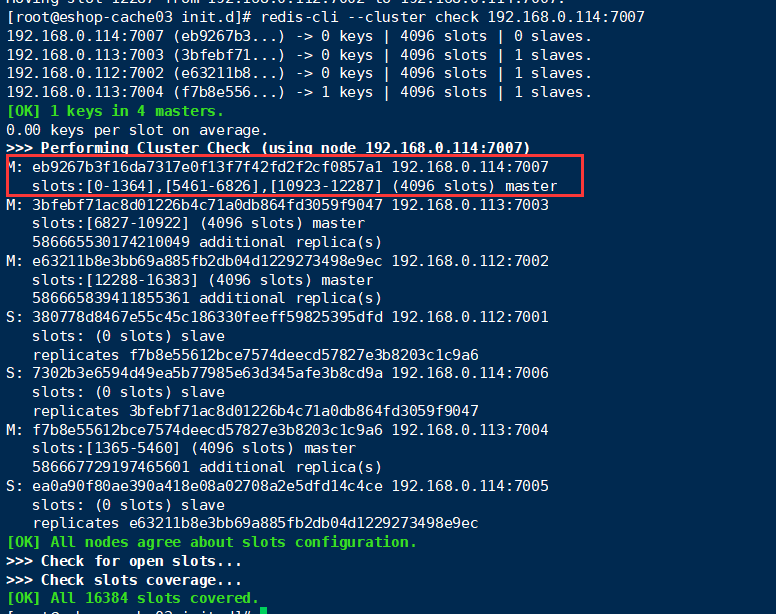 [root@eshop-cache03 init.d]# redis-cli --cluster check 192.168.0.114:7007
192.168.0.114:7007 (eb9267b3...) -> 0 keys | 4096 slots | 0 slaves.
192.168.0.113:7003 (3bfebf71...) -> 0 keys | 4096 slots | 1 slaves.
192.168.0.112:7002 (e63211b8...) -> 0 keys | 4096 slots | 1 slaves.
192.168.0.113:7004 (f7b8e556...) -> 1 keys | 4096 slots | 1 slaves.
[OK] 1 keys in 4 masters.
0.00 keys per slot on average.
>>> Performing Cluster Check (using node 192.168.0.114:7007)
M: eb9267b3f16da7317e0f13f7f42fd2f2cf0857a1 192.168.0.114:7007
slots:[0-1364],[5461-6826],[10923-12287] (4096 slots) master
M: 3bfebf71ac8d01226b4c71a0db864fd3059f9047 192.168.0.113:7003
slots:[6827-10922] (4096 slots) master
586665530174210049 additional replica(s)
M: e63211b8e3bb69a885fb2db04d1229273498e9ec 192.168.0.112:7002
slots:[12288-16383] (4096 slots) master
586665839411855361 additional replica(s)
S: 380778d8467e55c45c186330feeff59825395dfd 192.168.0.112:7001
slots: (0 slots) slave
replicates f7b8e55612bce7574deecd57827e3b8203c1c9a6
S: 7302b3e6594d49ea5b77985e63d345afe3b8cd9a 192.168.0.114:7006
slots: (0 slots) slave
replicates 3bfebf71ac8d01226b4c71a0db864fd3059f9047
M: f7b8e55612bce7574deecd57827e3b8203c1c9a6 192.168.0.113:7004
slots:[1365-5460] (4096 slots) master
586667729197465601 additional replica(s)
S: ea0a90f80ae390a418e08a02708a2e5dfd14c4ce 192.168.0.114:7005
slots: (0 slots) slave
replicates e63211b8e3bb69a885fb2db04d1229273498e9ec
[OK] All nodes agree about slots configuration.
>>> Check for open slots...
>>> Check slots coverage...
[OK] All 16384 slots covered.